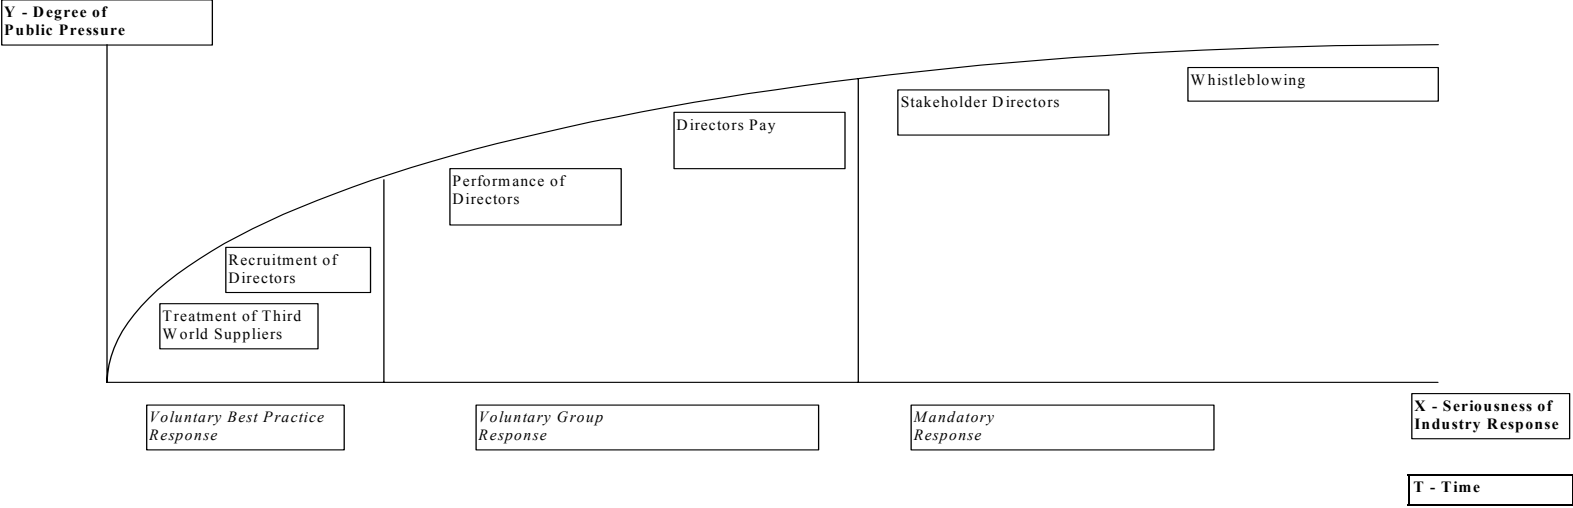 Y - Degree of
Public Pressure
Whistleblowing
Stakeholder Directors
Directors Pay
Performance of
Directors
Recruitment of
Directors
Treatment of Third
World Suppliers
Voluntary Best Practice
Response
Voluntary Group
Response
Mandatory
Response
X - Seriousness of
Industry Response
T - Time